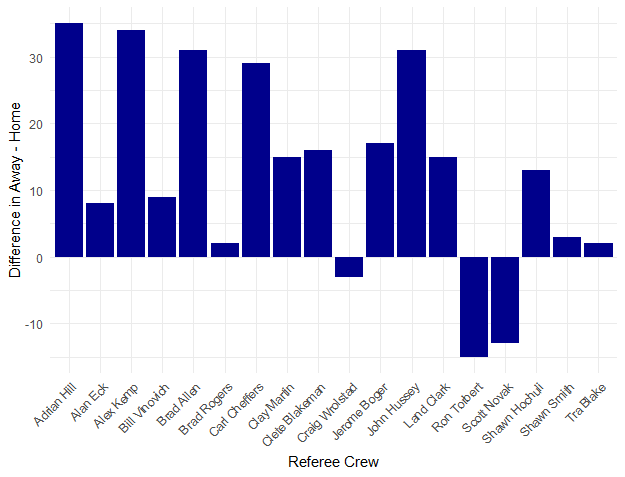 Difference in Away - Home
30
20
10
0
-10
Adrian Hill
Alan Eck
Alex Kemp
Bill Vinovich
Brad Allen
Brad Rogers
Carl Cheffers
Clay Martin
Clete Blakeman
Craig Wrolstad
Jerome Boger
John Hussey
Land Clark
Ron Tolbert
Scott Novak
Shawn Hochuli
Shawn Smith
Tra Blake
Referee Crew